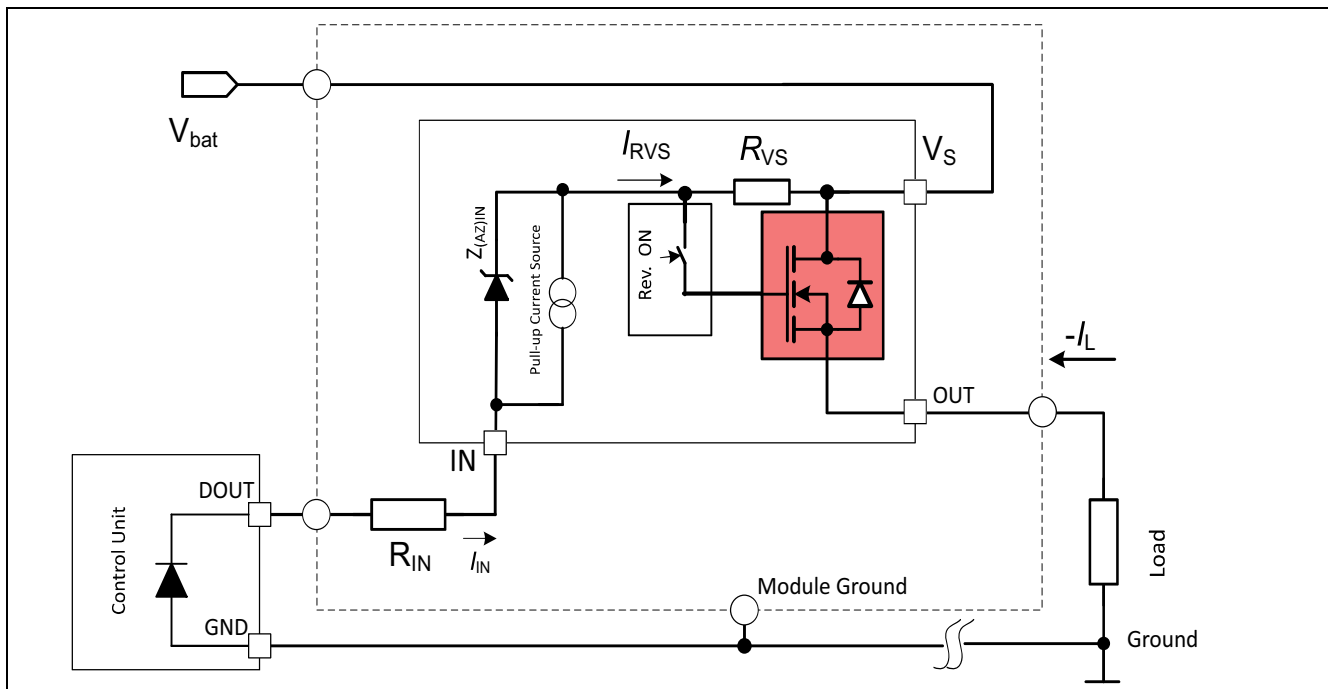 Vbat
IRVS
RVS
VS
Z(AZ)IN
Pull-up Current Source
Rev. ON
-IL
OUT
IN
DOUT
Control Unit
RIN
IIN
Load
Module Ground
GND
Ground